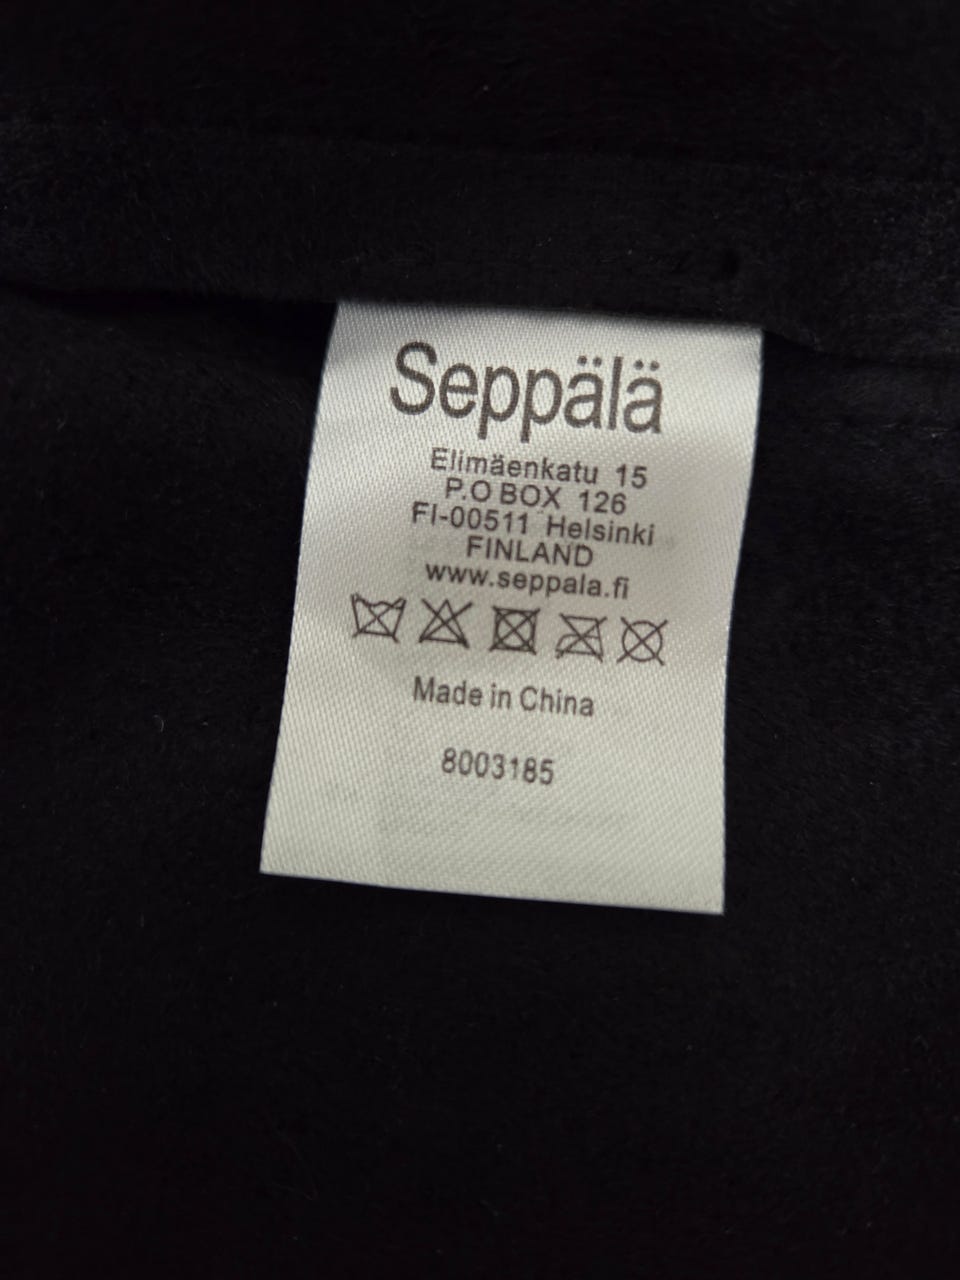 Seppälä
Elimäenkatu 15
P.O BOX 126
FI-00511 Helsinki
FINLAND
www.seppala.fi
Made in China
8003185